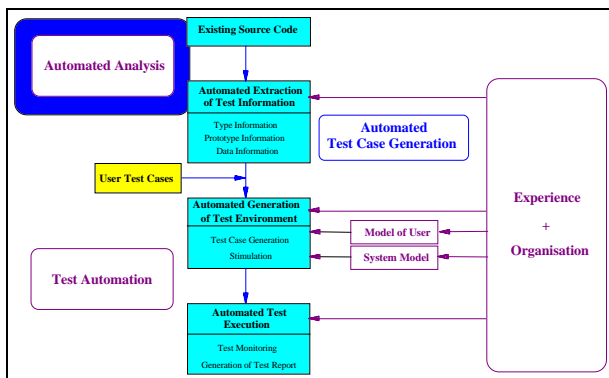 Existing Source Code
Automated Analysis
Automated Extraction
of Test Information
Type Information
Prototype Information
Data Information
Automated
Test Case Generation
User Test Cases
Automated Generation
of Test Environment
Test Case Generation
Stimulation
Model of User
System Model
Experience
+
Organisation
Test Automation
Automated Test
Execution
Test Monitoring
Generation of Test Report